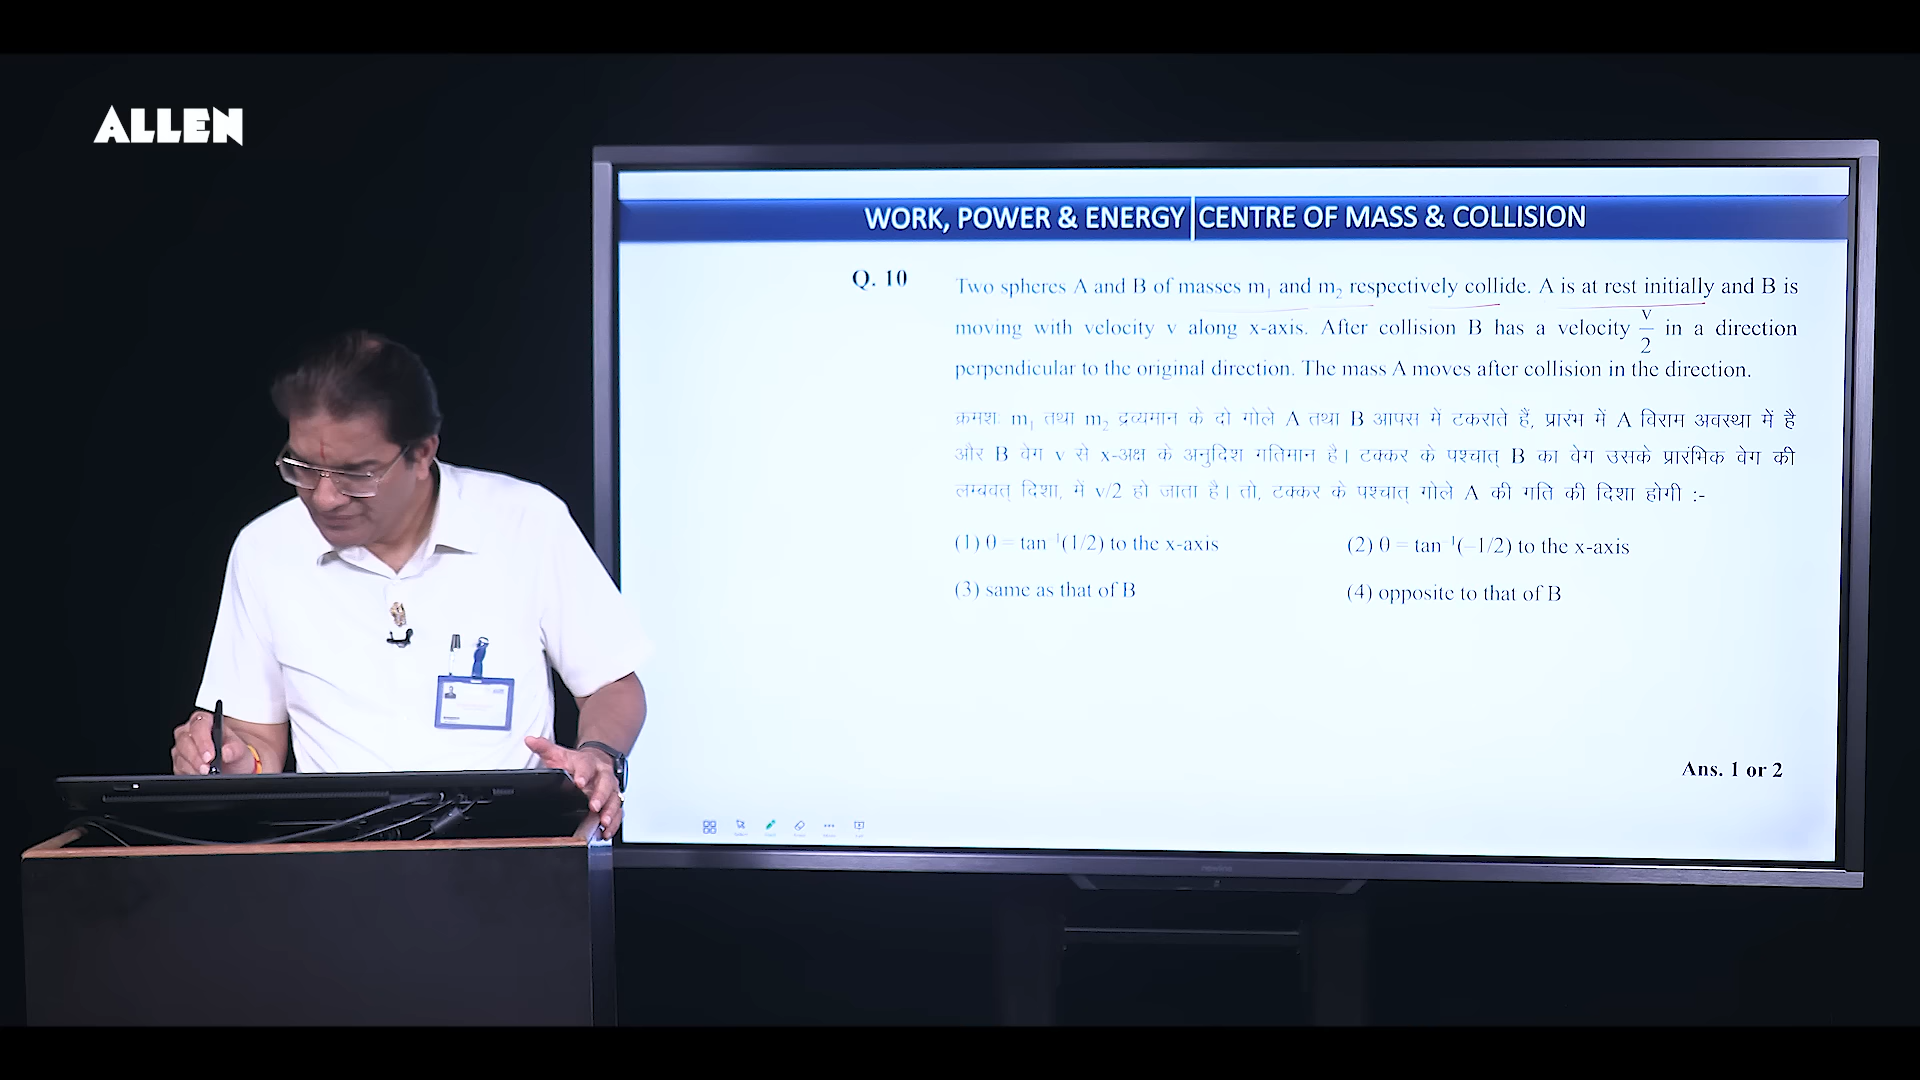 ALLEN
WORK, POWER & ENERGY CENTRE OF MASS & COLLISION
Q. 10
Two spheres A and B of masses m₁ and m₂ respectively collide. A is at rest initially and B is
moving with velocity v along x-axis. After collision B has a velocity v/2 in a direction
perpendicular to the original direction. The mass A moves after collision in the direction.
क्रमशः m₁ तथा m₂ द्रव्यमान के दो गोले A तथा B आपस में टकराते हैं, प्रारंभ में A विराम अवस्था में है
और B वेग v से x-अक्ष के अनुदिश गतिमान है। टक्कर के पश्चात् B का वेग उसके प्रारंभिक वेग की
लम्बवत् दिशा, में v/2 हो जाता है। तो, टक्कर के पश्चात् गोले A की गति की दिशा होगी :-
(1) θ = tan⁻¹(1/2) to the x-axis (2) θ = tan⁻¹(–1/2) to the x-axis
(3) same as that of B (4) opposite to that of B
Ans. 1 or 2